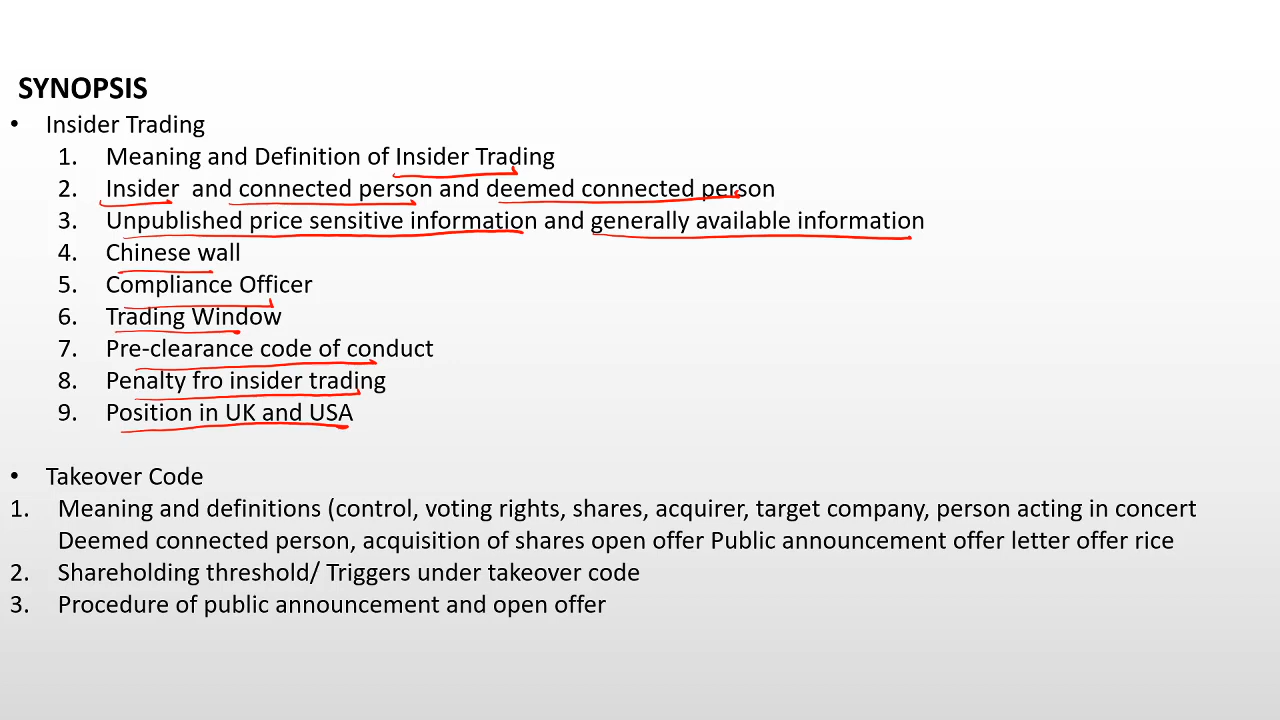 SYNOPSIS
• Insider Trading
1. Meaning and Definition of Insider Trading
2. Insider and connected person and deemed connected person
3. Unpublished price sensitive information and generally available information
4. Chinese wall
5. Compliance Officer
6. Trading Window
7. Pre-clearance code of conduct
8. Penalty fro insider trading
9. Position in UK and USA
• Takeover Code
1. Meaning and definitions (control, voting rights, shares, acquirer, target company, person acting in concert
Deemed connected person, acquisition of shares open offer Public announcement offer letter offer rice
2. Shareholding threshold/ Triggers under takeover code
3. Procedure of public announcement and open offer